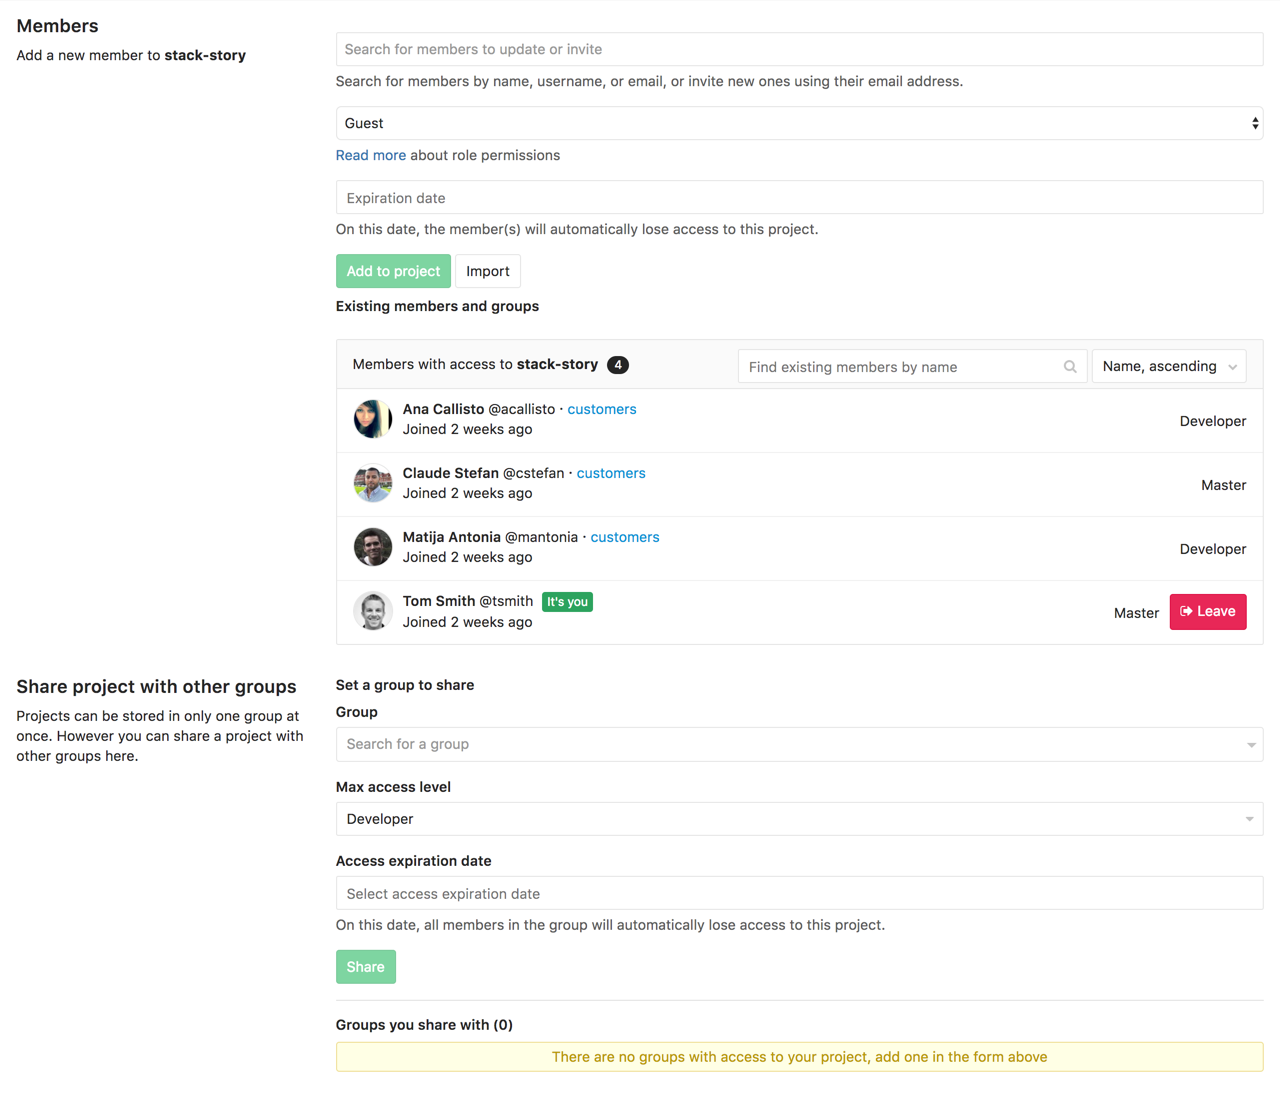 Members
Add a new member to stack-story
Search for members to update or invite
Search for members by name, username, or email, or invite new ones using their email address.
Guest
Read more about role permissions
Expiration date
On this date, the member(s) will automatically lose access to this project.
Add to project Import
Existing members and groups
Members with access to stack-story 4 Find existing members by name Name, ascending
Ana Callisto @acallisto · customers
Joined 2 weeks ago
Developer
Claude Stefan @cstefan · customers
Joined 2 weeks ago
Master
Matija Antonia @mantonia · customers
Joined 2 weeks ago
Developer
Tom Smith @tsmith It's you
Joined 2 weeks ago
Master Leave
Share project with other groups
Projects can be stored in only one group at
once. However you can share a project with
other groups here.
Set a group to share
Group
Search for a group
Max access level
Developer
Access expiration date
Select access expiration date
On this date, all members in the group will automatically lose access to this project.
Share
Groups you share with (0)
There are no groups with access to your project, add one in the form above